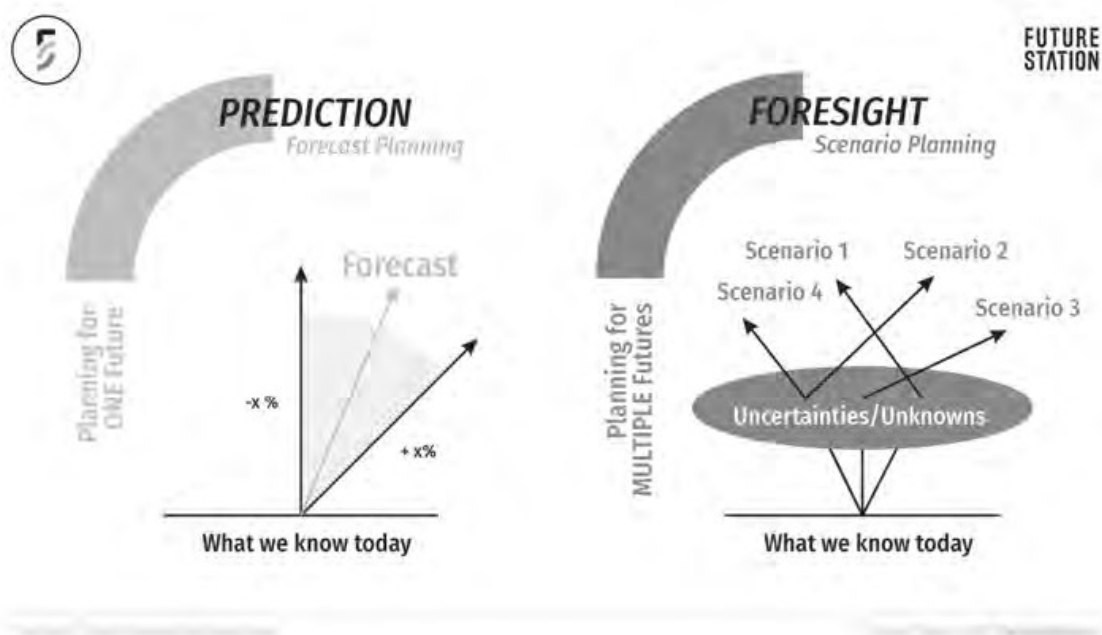 FUTURE
STATION
PREDICTION
Forecast Planning
Planning for
ONE Future
Forecast
-x %
+ x%
What we know today
FORESIGHT
Scenario Planning
Planning for
MULTIPLE Futures
Scenario 1
Scenario 2
Scenario 4
Scenario 3
Uncertainties/Unknowns
What we know today